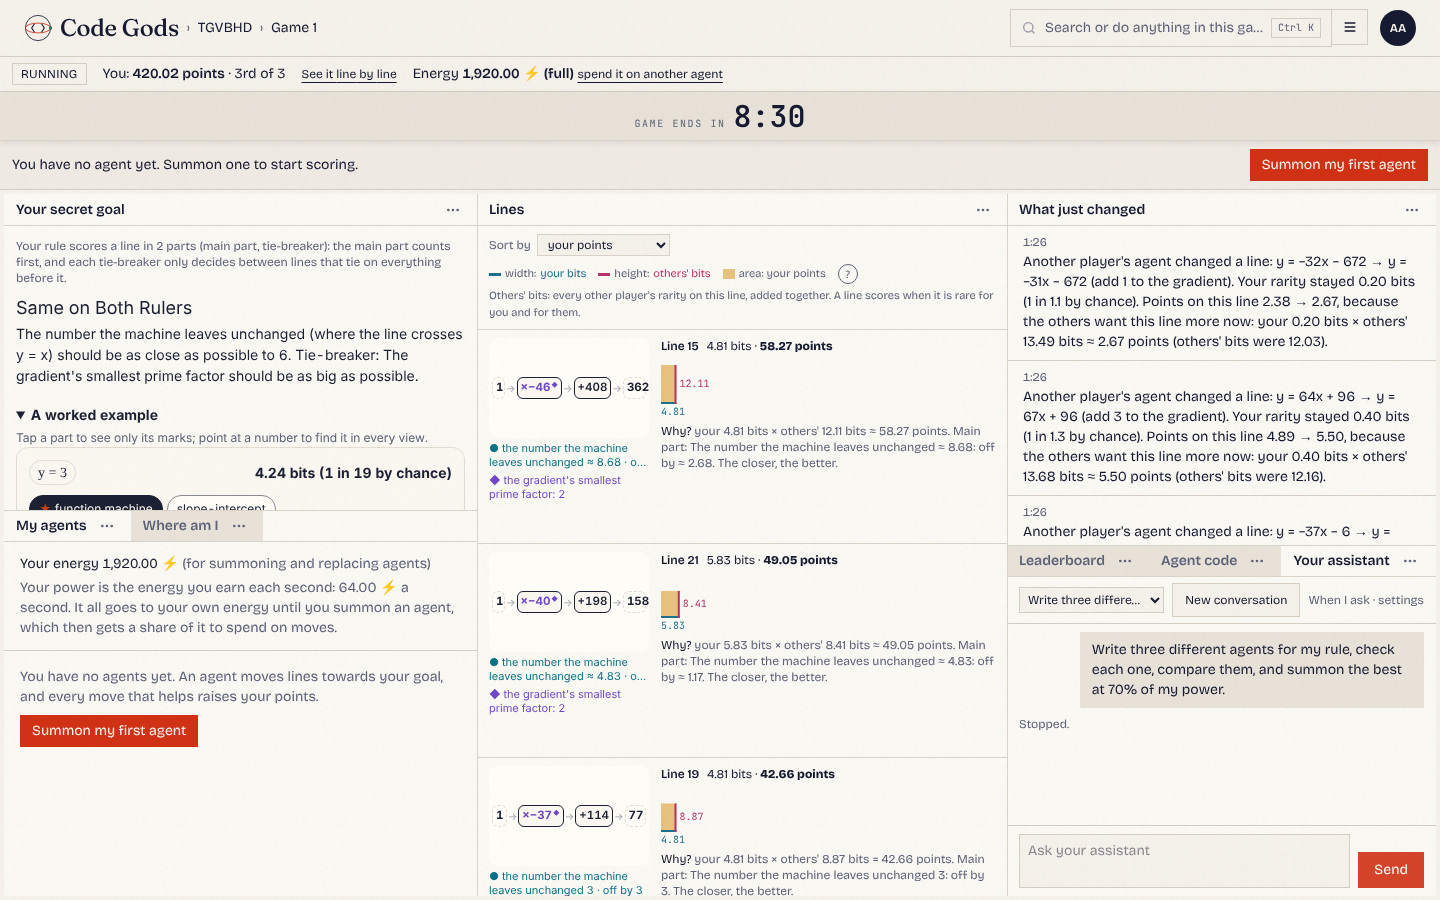 Code Gods › TGVBHD › Game 1
Search or do anything in this ga... Ctrl K ☰ AA
RUNNING You: 420.02 points · 3rd of 3 See it line by line Energy 1,920.00 ⚡ (full) spend it on another agent
GAME ENDS IN 8:30
You have no agent yet. Summon one to start scoring.
Summon my first agent
Your secret goal ···
Your rule scores a line in 2 parts (main part, tie-breaker): the main part counts
first, and each tie-breaker only decides between lines that tie on everything
before it.
Same on Both Rulers
The number the machine leaves unchanged (where the line crosses
y = x) should be as close as possible to 6. Tie-breaker: The
gradient's smallest prime factor should be as big as possible.
▼ A worked example
Tap a part to see only its marks; point at a number to find it in every view.
y = 3 4.24 bits (1 in 19 by chance)
★ function machine slope-intercept
My agents ··· Where am I ···
Your energy 1,920.00 ⚡ (for summoning and replacing agents)
Your power is the energy you earn each second: 64.00 ⚡ a
second. It all goes to your own energy until you summon an agent,
which then gets a share of it to spend on moves.
You have no agents yet. An agent moves lines towards your goal,
and every move that helps raises your points.
Summon my first agent
Lines ···
Sort by your points
width: your bits height: others' bits area: your points ?
Others' bits: every other player's rarity on this line, added together. A line scores when it is rare for
you and for them.
Line 15 4.81 bits · 58.27 points
1 → ×−46◆ → +408 → 362
12.11
4.81
● the number the machine
leaves unchanged ≈ 8.68 · o...
◆ the gradient's smallest
prime factor: 2
Why? your 4.81 bits × others' 12.11 bits ≈ 58.27 points. Main
part: The number the machine leaves unchanged ≈ 8.68: off
by ≈ 2.68. The closer, the better.
Line 21 5.83 bits · 49.05 points
1 → ×−40◆ → +198 → 158
8.41
5.83
● the number the machine
leaves unchanged ≈ 4.83 · o...
◆ the gradient's smallest
prime factor: 2
Why? your 5.83 bits × others' 8.41 bits ≈ 49.05 points. Main
part: The number the machine leaves unchanged ≈ 4.83: off
by ≈ 1.17. The closer, the better.
Line 19 4.81 bits · 42.66 points
1 → ×−37◆ → +114 → 77
8.87
4.81
● the number the machine
leaves unchanged 3 · off by 3
Why? your 4.81 bits × others' 8.87 bits = 42.66 points. Main
part: The number the machine leaves unchanged 3: off by
3. The closer, the better.
What just changed ···
1:26
Another player's agent changed a line: y = −32x − 672 → y =
−31x − 672 (add 1 to the gradient). Your rarity stayed 0.20 bits
(1 in 1.1 by chance). Points on this line 2.38 → 2.67, because
the others want this line more now: your 0.20 bits × others'
13.49 bits ≈ 2.67 points (others' bits were 12.03).
1:26
Another player's agent changed a line: y = 64x + 96 → y =
67x + 96 (add 3 to the gradient). Your rarity stayed 0.40 bits
(1 in 1.3 by chance). Points on this line 4.89 → 5.50, because
the others want this line more now: your 0.40 bits × others'
13.68 bits ≈ 5.50 points (others' bits were 12.16).
1:26
Another player's agent changed a line: y = −37x − 6 → y =
Leaderboard ··· Agent code ··· Your assistant ···
Write three differe... New conversation When I ask · settings
Write three different agents for my rule, check
each one, compare them, and summon the best
at 70% of my power.
Stopped.
Ask your assistant
Send